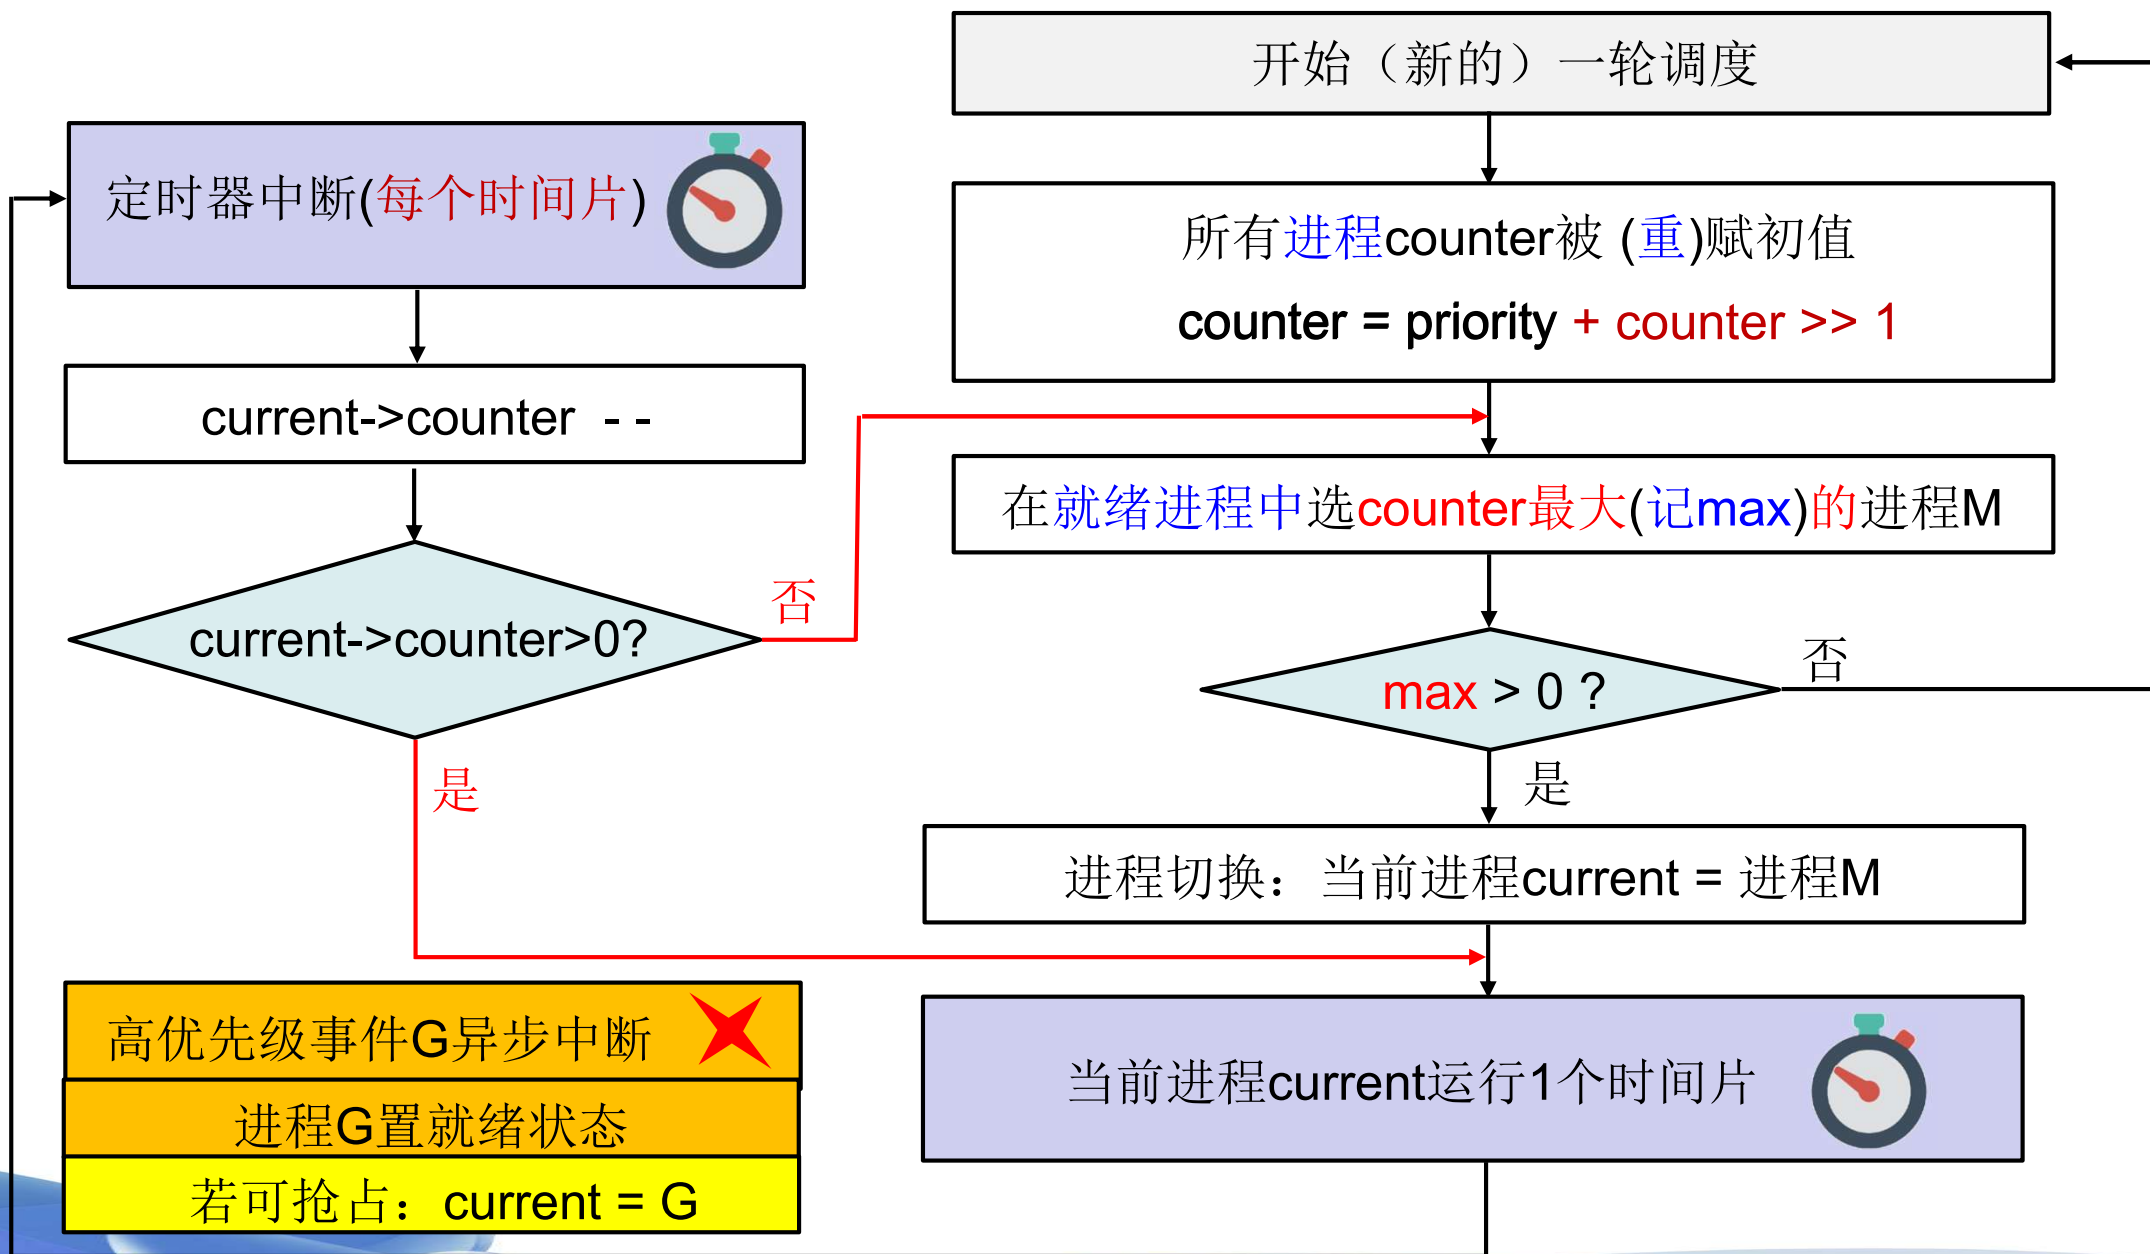 开始（新的）一轮调度
定时器中断(每个时间片)
所有进程counter被 (重)赋初值
counter = priority + counter >> 1
current->counter - -
在就绪进程中选counter最大(记max)的进程M
current->counter>0?
否
max > 0 ?
否
是
是
进程切换：当前进程current = 进程M
高优先级事件G异步中断
进程G置就绪状态
若可抢占：current = G
当前进程current运行1个时间片